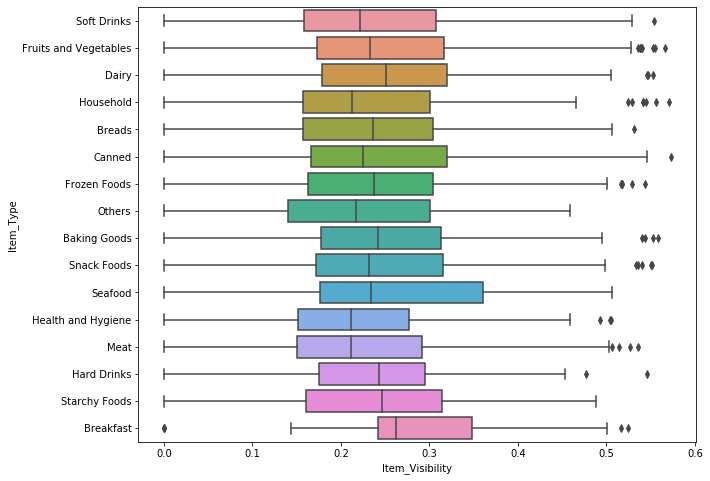 Soft Drinks
Fruits and Vegetables
Dairy
Household
Breads
Canned
Frozen Foods
Others
Baking Goods
Snack Foods
Seafood
Health and Hygiene
Meat
Hard Drinks
Starchy Foods
Breakfast
Item_Type
0.0 0.1 0.2 0.3 0.4 0.5 0.6
Item_Visibility